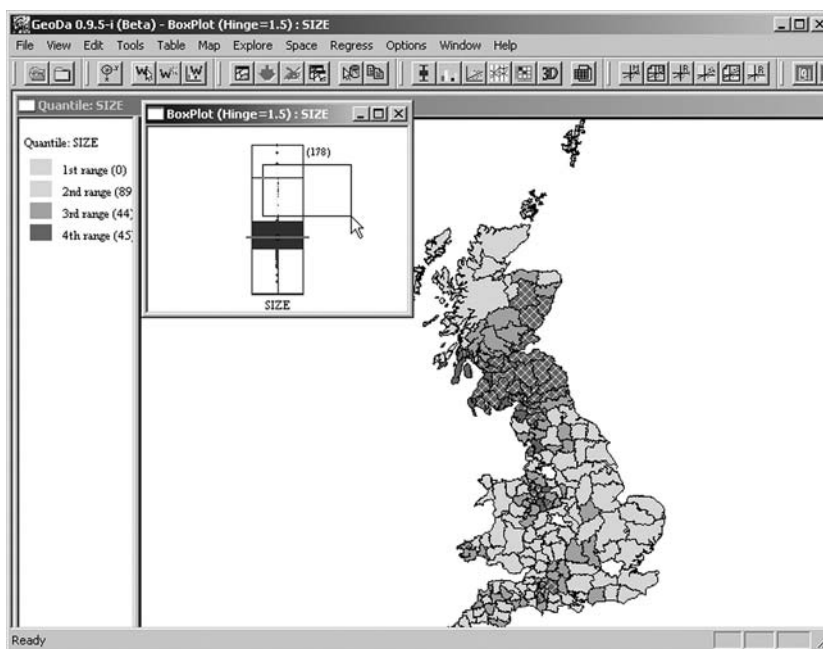 GeoDa 0.9.5-i (Beta) - BoxPlot (Hinge=1.5) : SIZE
File View Edit Tools Table Map Explore Space Regress Options Window Help
3D
Quantile: SIZE
BoxPlot (Hinge=1.5) : SIZE
Quantile: SIZE
1st range (0)
2nd range (89
3rd range (44)
4th range (45)
(178)
SIZE
Ready